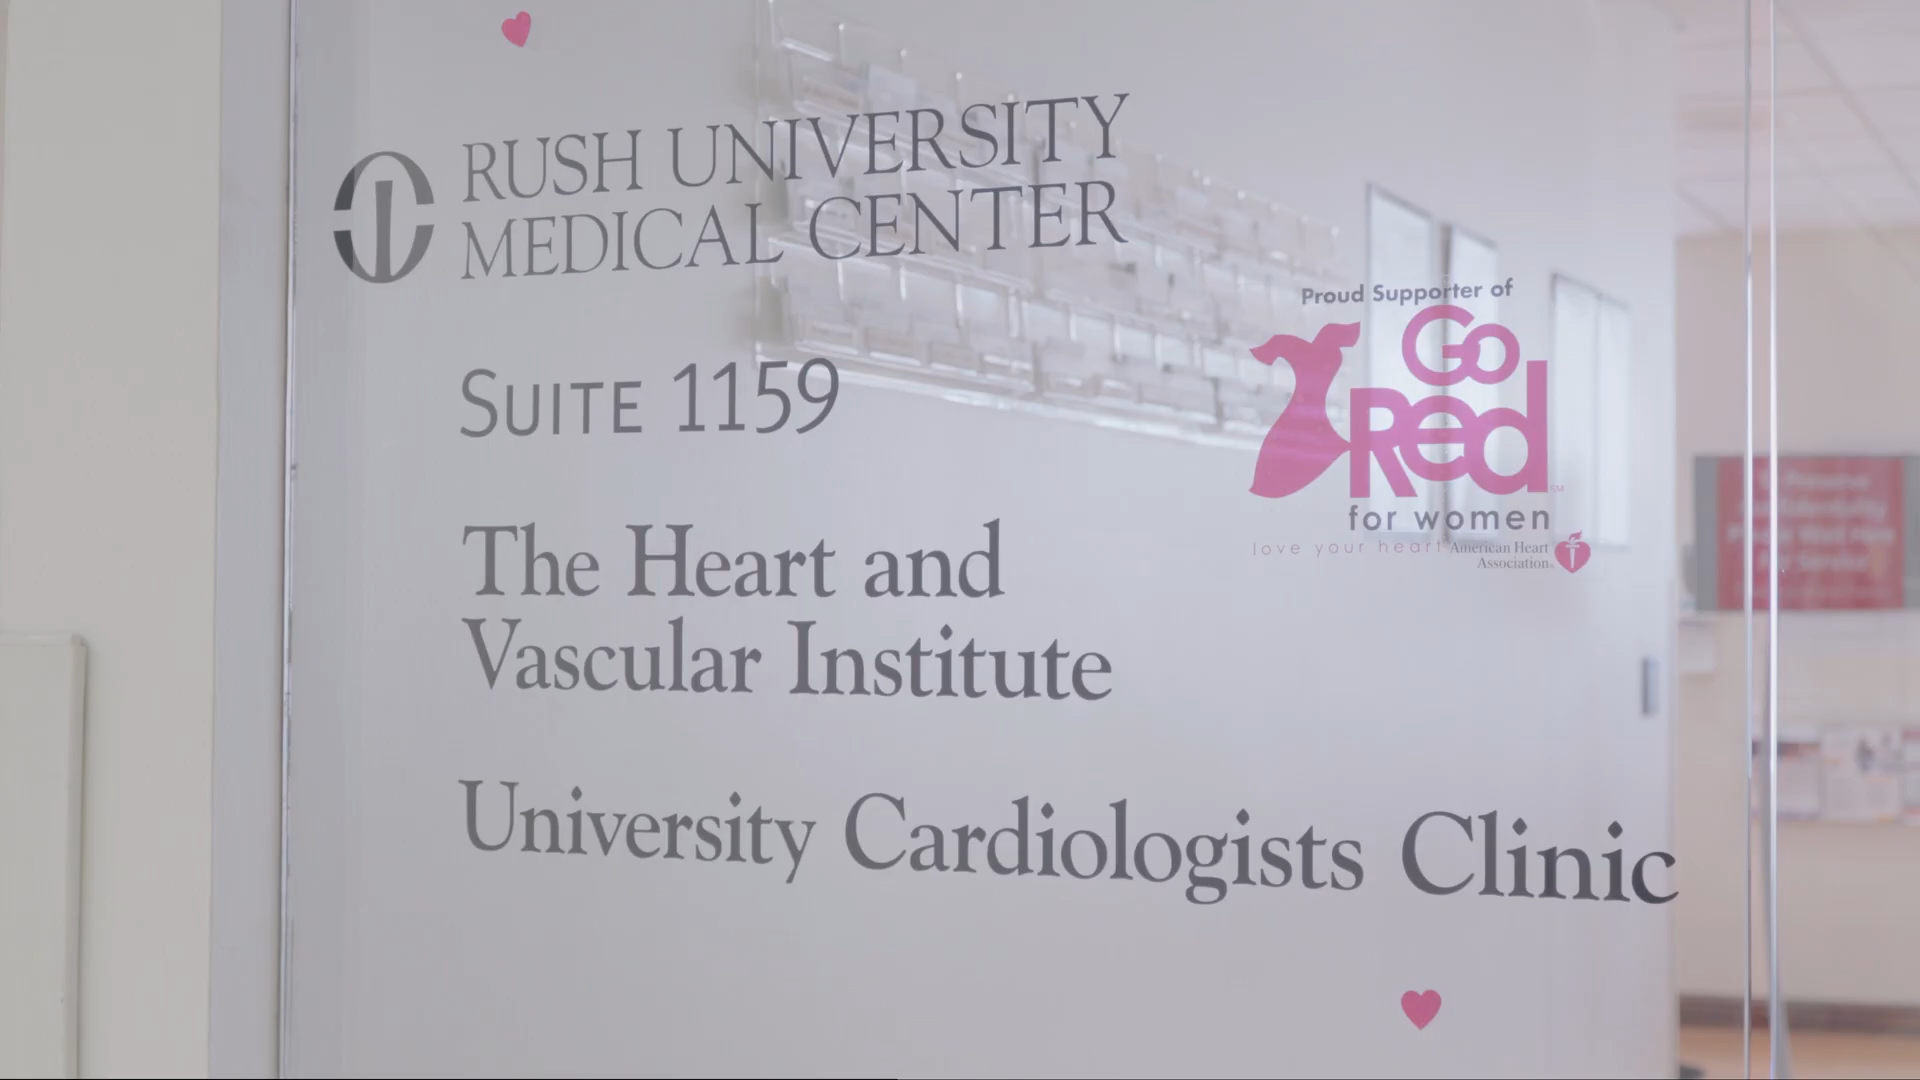 RUSH UNIVERSITY
MEDICAL CENTER
SUITE 1159
The Heart and
Vascular Institute
University Cardiologists Clinic
Proud Supporter of
Go
Red
for women
love your heart
American Heart
Association